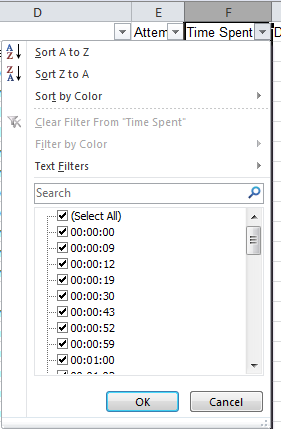 D E F
Attem Time Spent D
Sort A to Z
Sort Z to A
Sort by Color
Clear Filter From "Time Spent"
Filter by Color
Text Filters
Search
(Select All)
00:00:00
00:00:09
00:00:12
00:00:19
00:00:30
00:00:43
00:00:52
00:00:59
00:01:00
OK Cancel